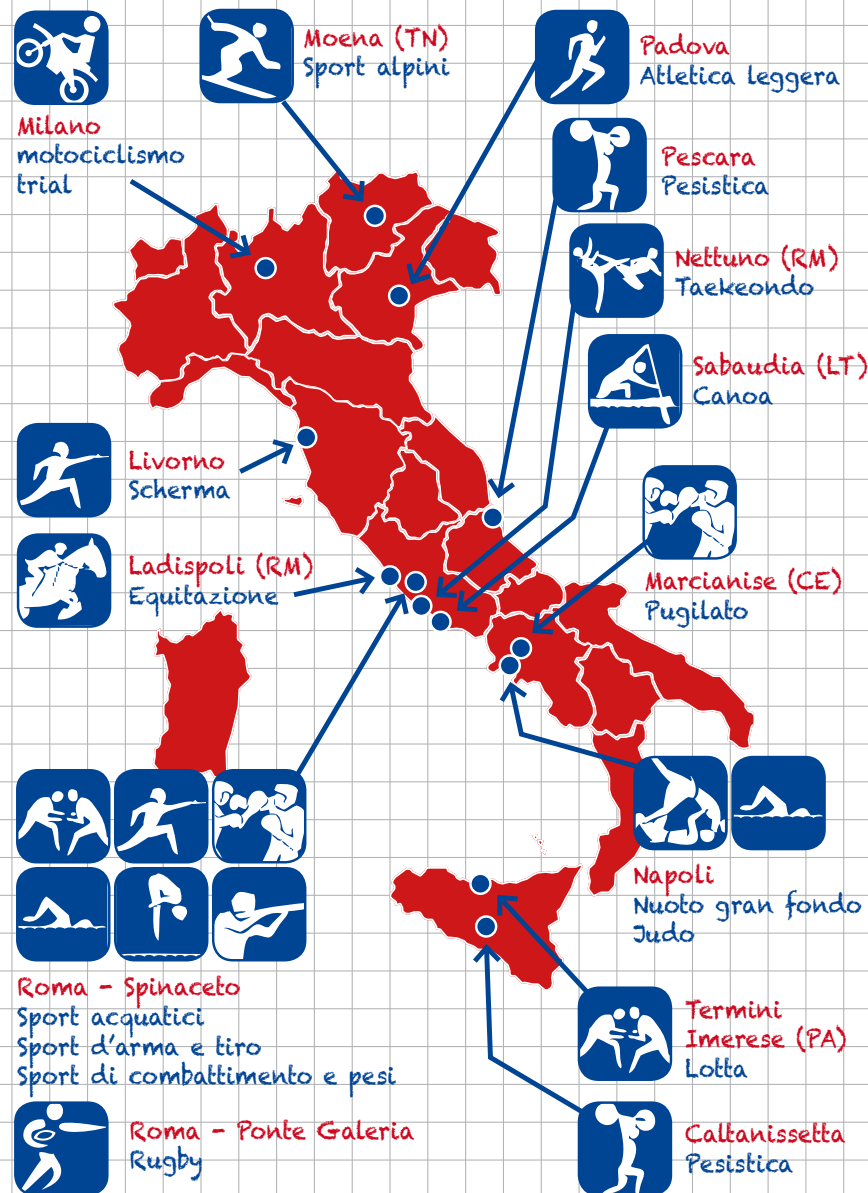 Moena (TN)
Sport alpini
Padova
Atletica leggera
Milano
motociclismo
trial
Pescara
Pesistica
Nettuno (RM)
Taekeondo
Sabaudia (LT)
Canoa
Livorno
Scherma
Ladispoli (RM)
Equitazione
Marcianise (CE)
Pugilato
Napoli
Nuoto gran fondo
Judo
Roma - Spinaceto
Sport acquatici
Sport d'arma e tiro
Sport di combattimento e pesi
Termini
Imerese (PA)
Lotta
Roma - Ponte Galeria
Rugby
Caltanissetta
Pesistica